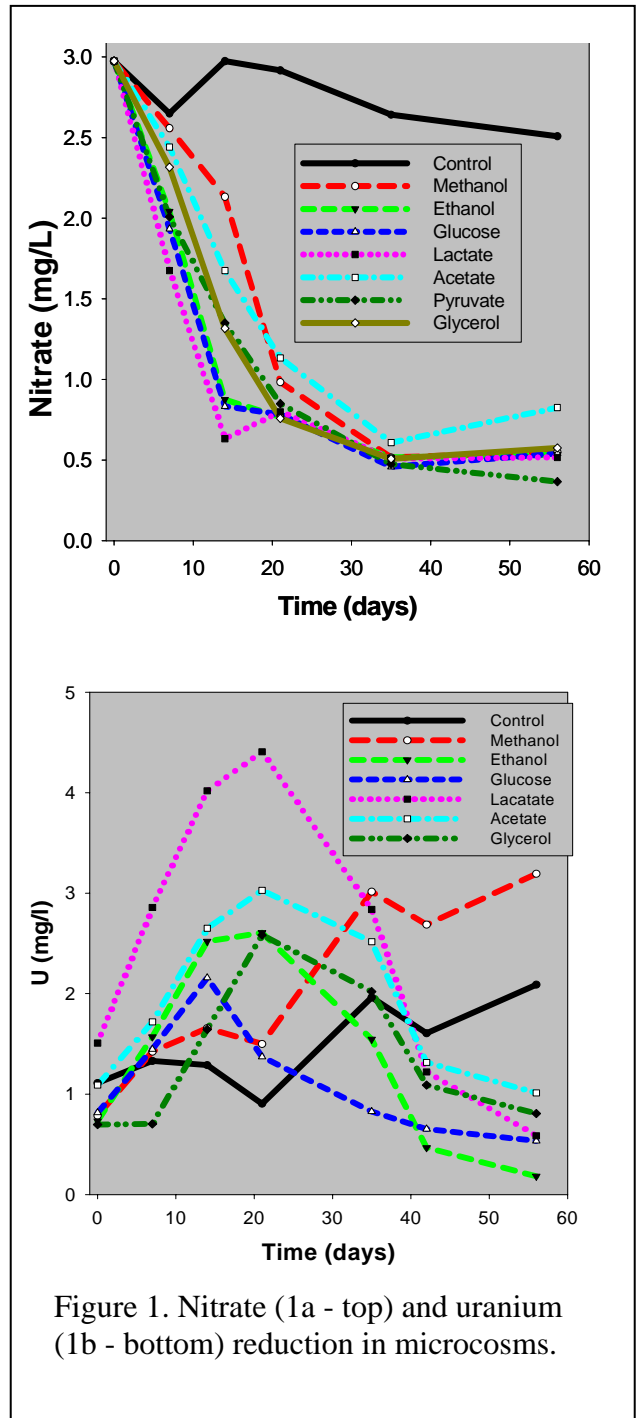 3.0
2.5
2.0
1.5
1.0
0.5
0.0
Nitrate (mg/L)
Control
Methanol
Ethanol
Glucose
Lactate
Acetate
Pyruvate
Glycerol
0 10 20 30 40 50 60
Time (days)
5
4
3
2
1
0
U (mg/l)
Control
Methanol
Ethanol
Glucose
Lacatate
Acetate
Glycerol
0 10 20 30 40 50 60
Time (days)
Figure 1. Nitrate (1a - top) and uranium
(1b - bottom) reduction in microcosms.